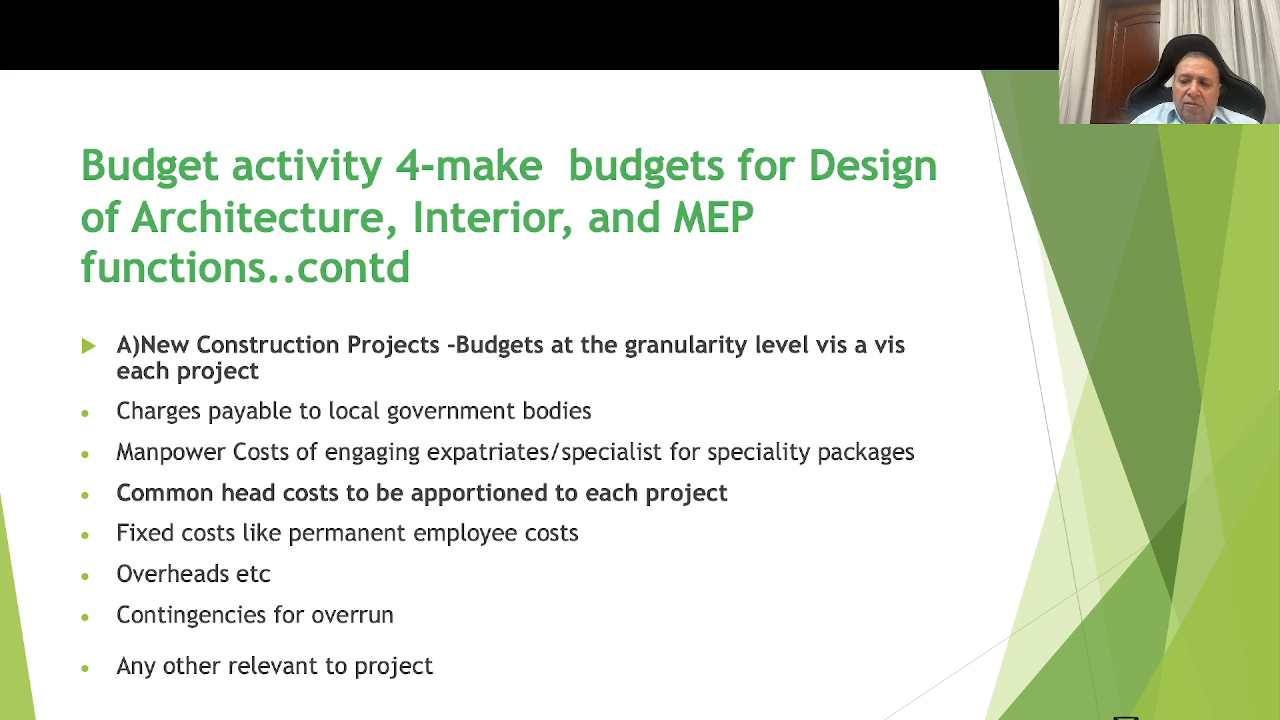 Budget activity 4-make  budgets for Design
of Architecture, Interior, and MEP
functions..contd
A)New Construction Projects -Budgets at the granularity level vis a vis
each project
Charges payable to local government bodies
Manpower Costs of engaging expatriates/specialist for speciality packages
Common head costs to be apportioned to each project
Fixed costs like permanent employee costs
Overheads etc
Contingencies for overrun
Any other relevant to project